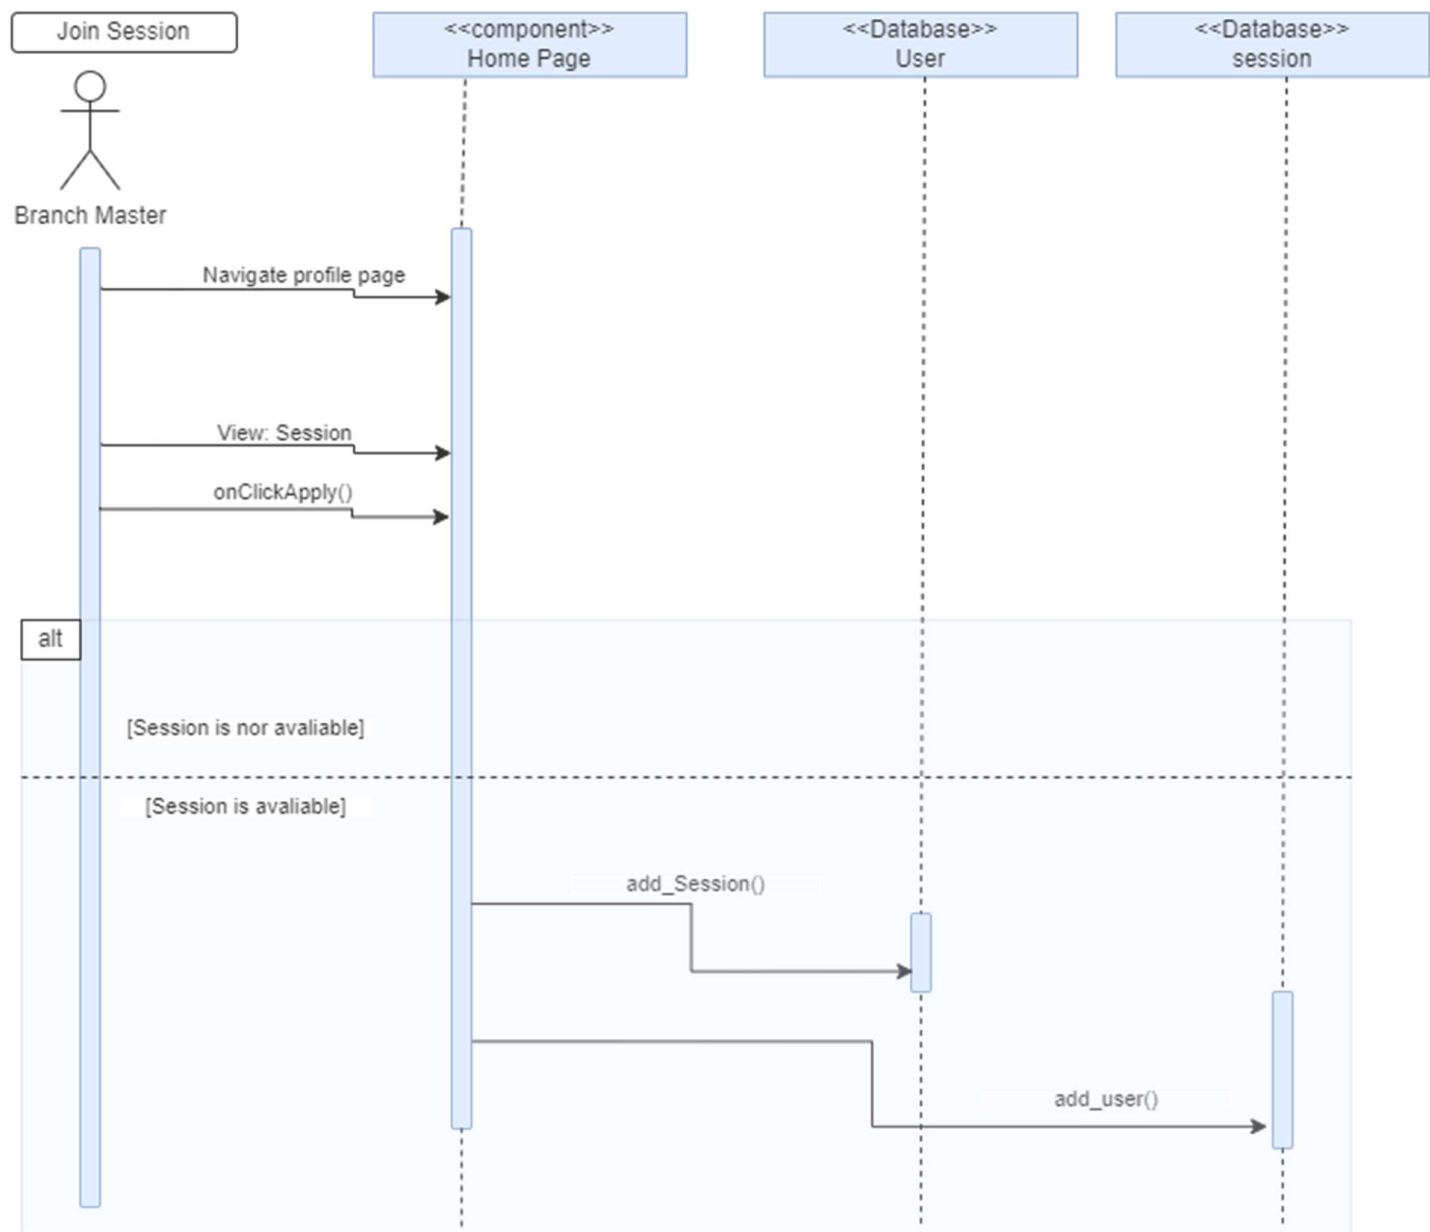 Join Session
<<component>>
Home Page
<<Database>>
User
<<Database>>
session
Branch Master
Navigate profile page
View: Session
onClickApply()
alt
[Session is nor avaliable]
[Session is avaliable]
add_Session()
add_user()